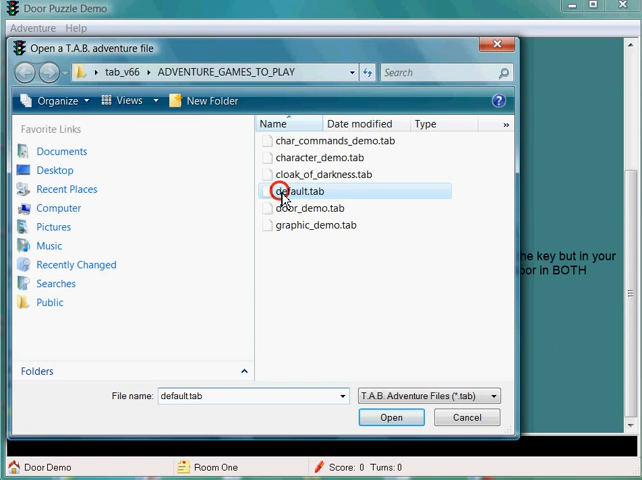 Door Puzzle Demo
Adventure Help
Open a T.A.B. adventure file
tab_v66 ADVENTURE_GAMES_TO_PLAY
Search
Organize Views New Folder
Favorite Links
Documents
Desktop
Recent Places
Computer
Pictures
Music
Recently Changed
Searches
Public
Folders
Name Date modified Type »
char_commands_demo.tab
character_demo.tab
cloak_of_darkness.tab
default.tab
door_demo.tab
graphic_demo.tab
the key but in your
oor in BOTH
File name: default.tab T.A.B. Adventure Files (*.tab)
Open Cancel
Door Demo Room One Score: 0 Turns: 0